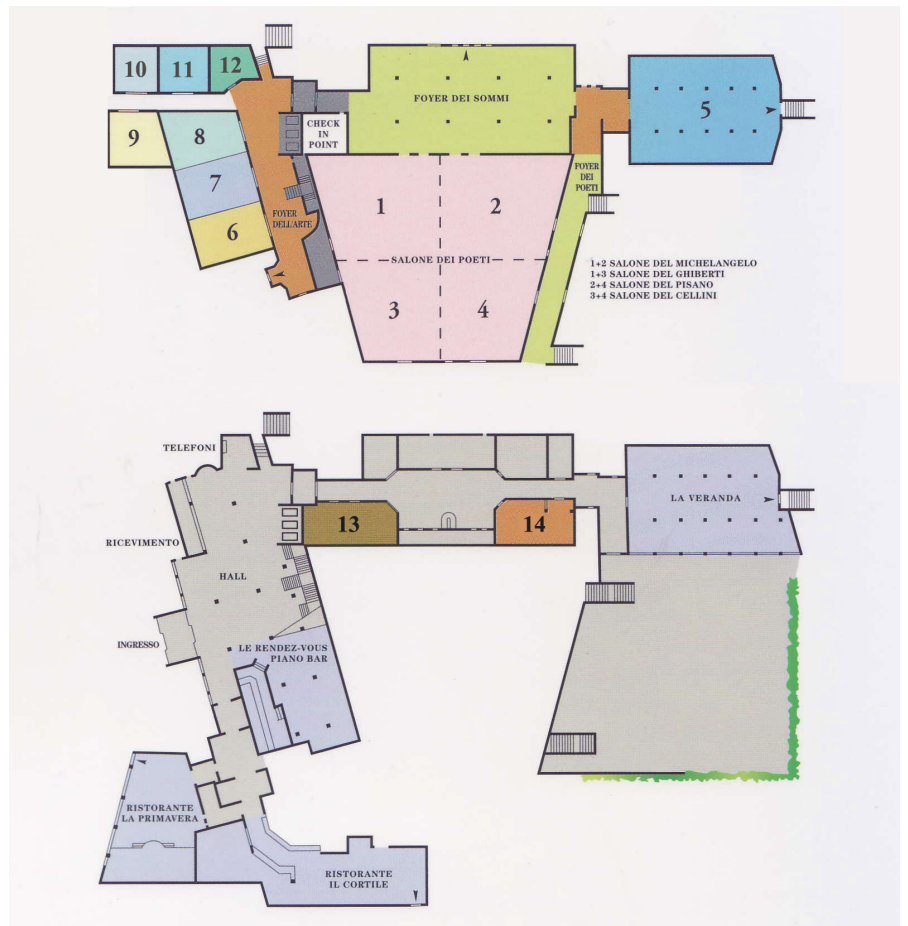 10
11
12
FOYER DEI SOMMI
5
9
8
CHECK
IN
POINT
7
6
FOYER
DELL'ARTE
1
2
FOYER
DEI
POETI
SALONE DEI POETI
3
4
1+2 SALONE DEL MICHELANGELO
1+3 SALONE DEL GHIBERTI
2+4 SALONE DEL PISANO
3+4 SALONE DEL CELLINI
TELEFONI
LA VERANDA
13
14
RICEVIMENTO
HALL
INGRESSO
LE RENDEZ-VOUS
PIANO BAR
RISTORANTE
LA PRIMAVERA
RISTORANTE
IL CORTILE